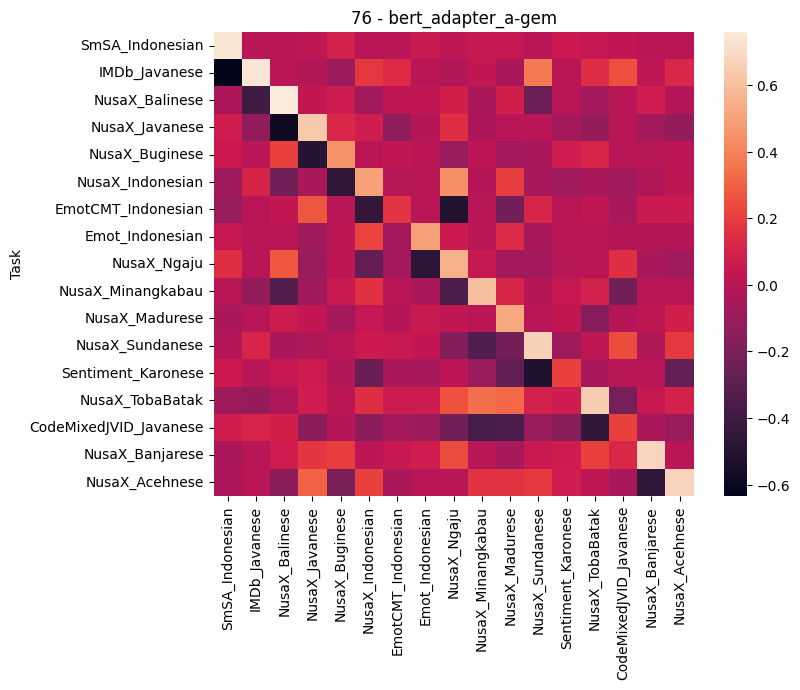 76 - bert_adapter_a-gem
Task
SmSA_Indonesian
IMDb_Javanese
NusaX_Balinese
NusaX_Javanese
NusaX_Buginese
NusaX_Indonesian
EmotCMT_Indonesian
Emot_Indonesian
NusaX_Ngaju
NusaX_Minangkabau
NusaX_Madurese
NusaX_Sundanese
Sentiment_Karonese
NusaX_TobaBatak
CodeMixedJVID_Javanese
NusaX_Banjarese
NusaX_Acehnese
SmSA_Indonesian
IMDb_Javanese
NusaX_Balinese
NusaX_Javanese
NusaX_Buginese
NusaX_Indonesian
EmotCMT_Indonesian
Emot_Indonesian
NusaX_Ngaju
NusaX_Minangkabau
NusaX_Madurese
NusaX_Sundanese
Sentiment_Karonese
NusaX_TobaBatak
CodeMixedJVID_Javanese
NusaX_Banjarese
NusaX_Acehnese
0.6
0.4
0.2
0.0
−0.2
−0.4
−0.6